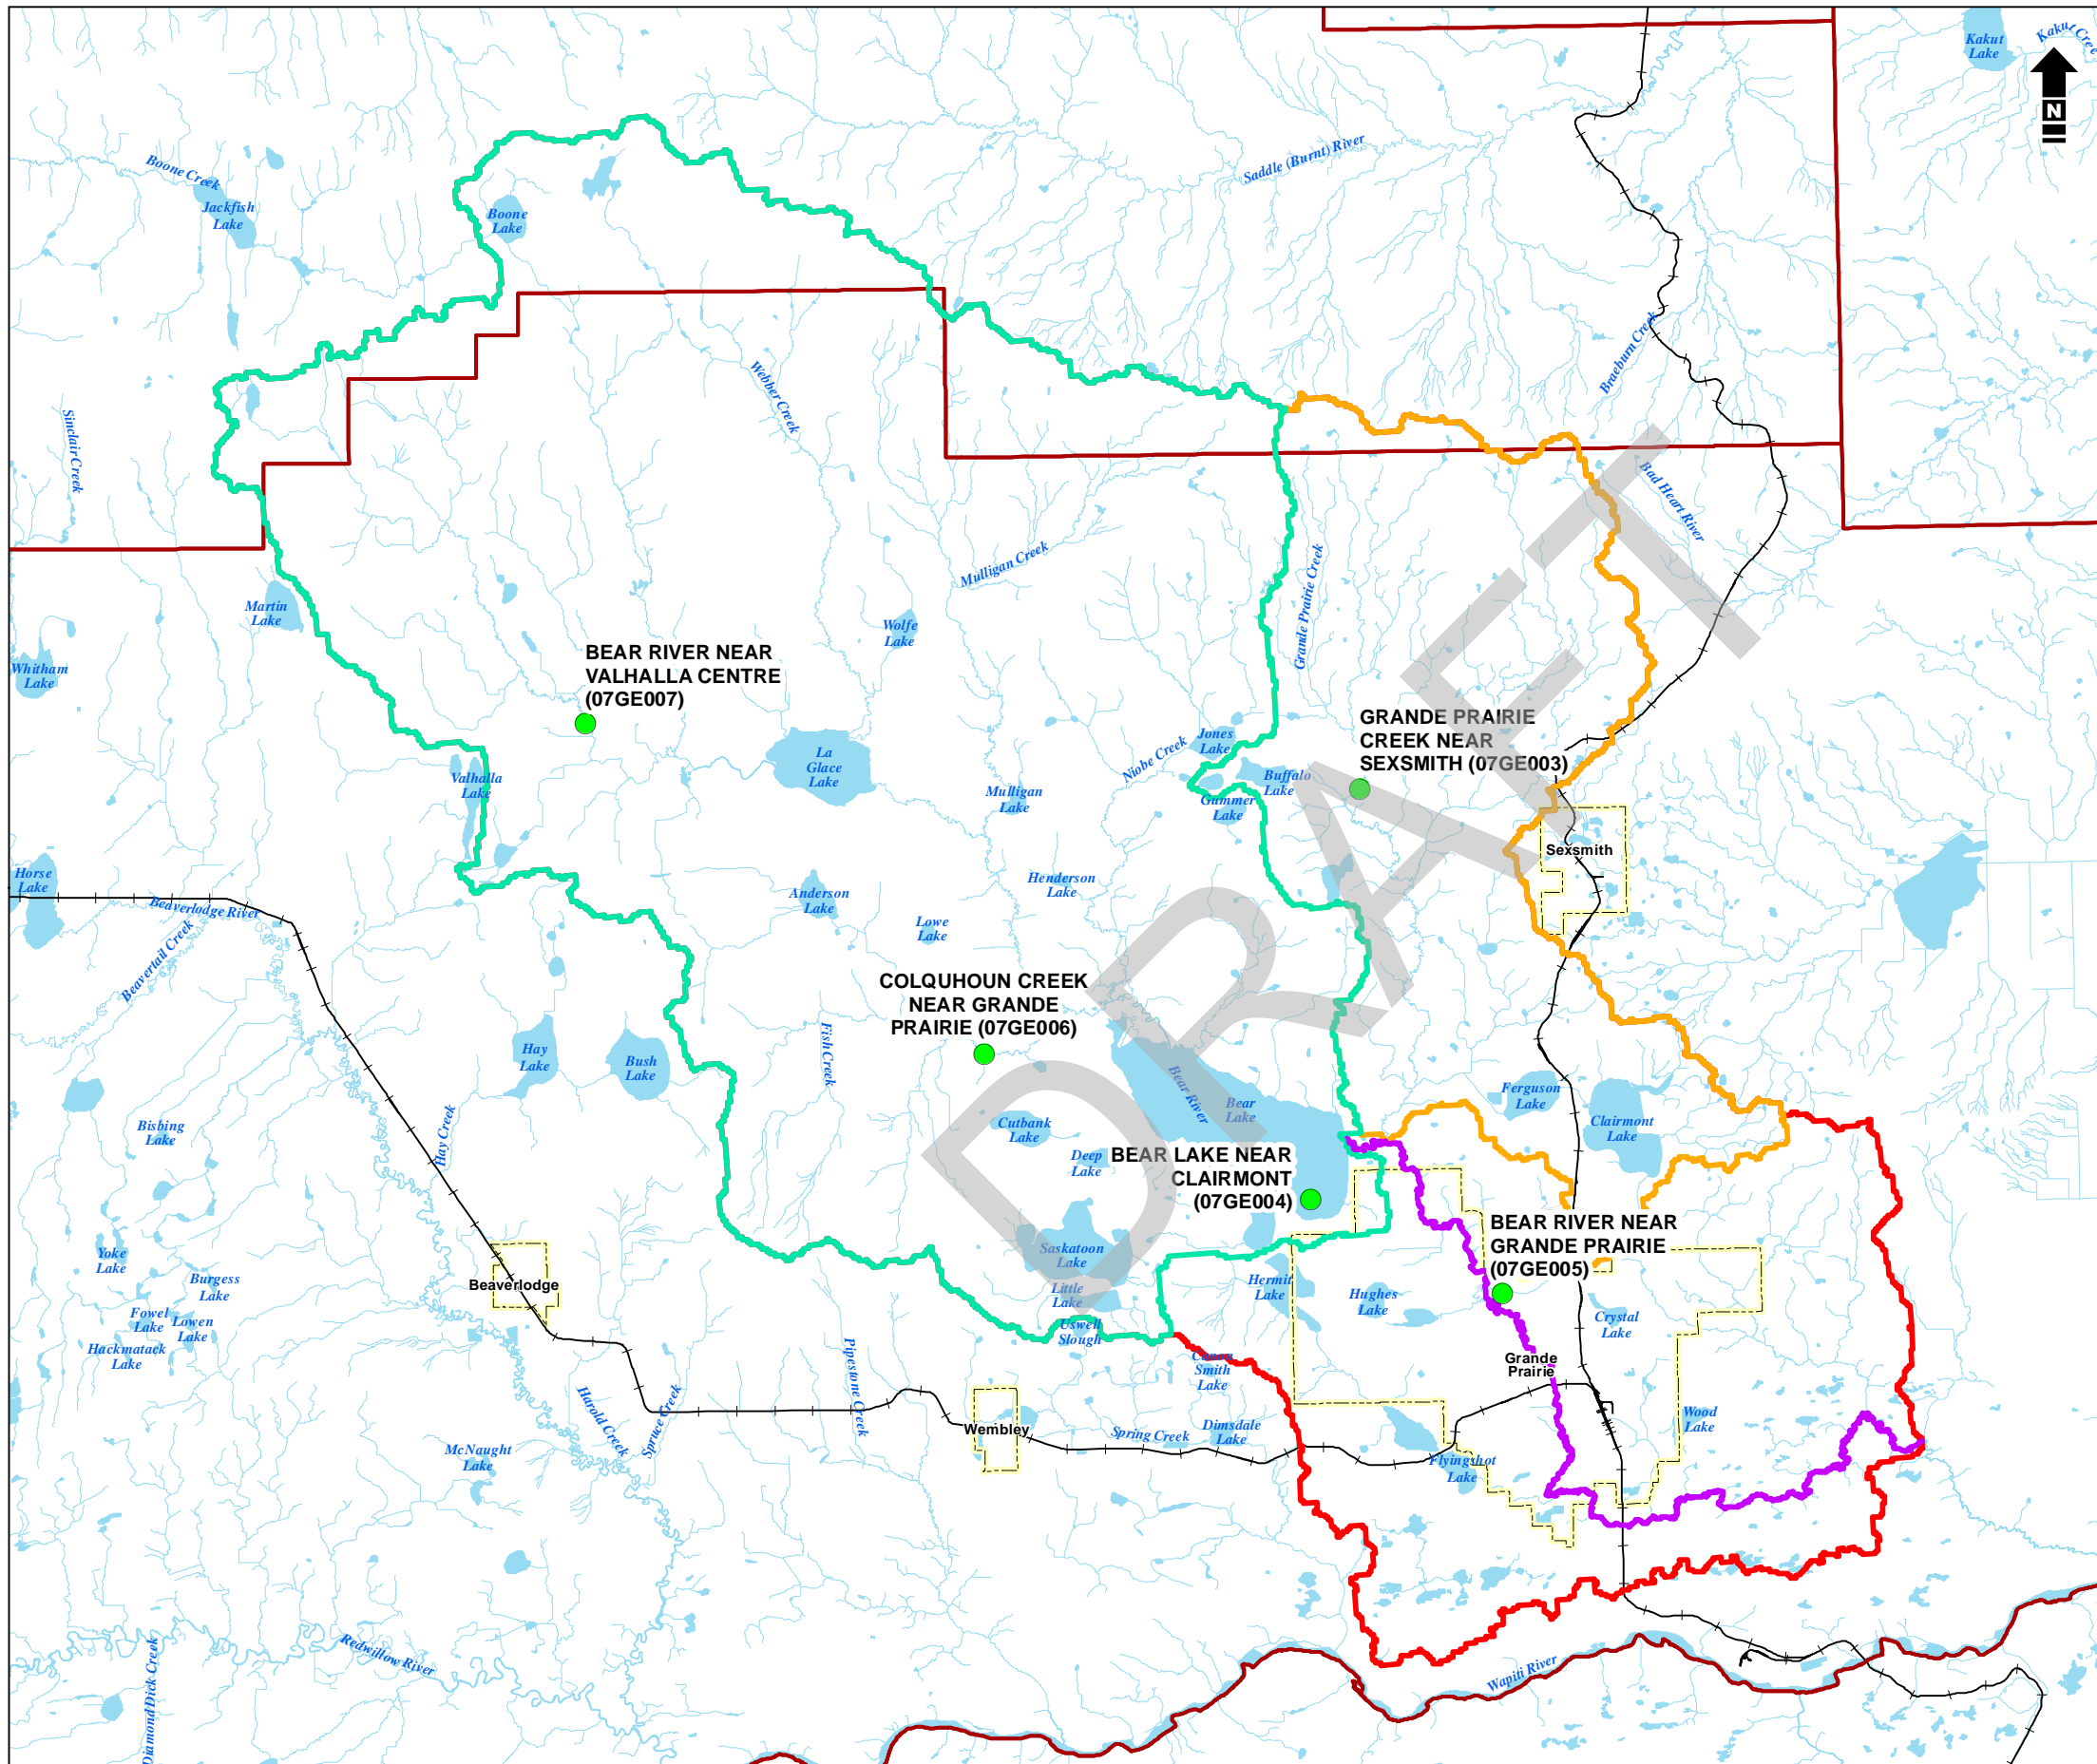 Kakut
Lake
Kakut Cree
N
Boone Creek
Jackfish
Lake
Boone
Lake
Saddle (Burnt) River
Braeburn Creek
Webber Creek
Sinclair Creek
Bad Heart River
Mulligan Creek
Grande Prairie Creek
Martin
Lake
Wolfe
Lake
Whitham
Lake
BEAR RIVER NEAR
VALHALLA CENTRE
(07GE007)
GRANDE PRAIRIE
CREEK NEAR
SEXSMITH (07GE003)
Jones
Lake
Niobe Creek
La
Glace
Lake
Valhalla
Lake
Buffalo
Lake
Mulligan
Lake
Gummer
Lake
Sexsmith
Horse
Lake
Henderson
Lake
Anderson
Lake
Beaverlodge River
Lowe
Lake
Beavertail Creek
COLQUHOUN CREEK
NEAR GRANDE
PRAIRIE (07GE006)
Fish Creek
Hay
Lake
Bush
Lake
Bear River
Bear
Lake
Ferguson
Lake
Clairmont
Lake
Cutbank
Lake
Bisbing
Lake
Hay Creek
Deep
Lake
BEAR LAKE NEAR
CLAIRMONT
(07GE004)
BEAR RIVER NEAR
GRANDE PRAIRIE
(07GE005)
Yoke
Lake
Saskatoon
Lake
Burgess
Lake
Beaverlodge
Little
Lake
Hermit
Lake
Hughes
Lake
Crystal
Lake
Fowel
Lake
Lowen
Lake
Uswell
Slough
Hackmatack
Lake
Grande
Prairie
Canon
Smith
Lake
Pipestone Creek
Harold Creek
Spruce Creek
Wembley
Spring Creek
Dimsdale
Lake
Wood
Lake
McNaught
Lake
Flyingshot
Lake
Redwillow River
Diamond Dick Creek
Wapiti River
DRAFT